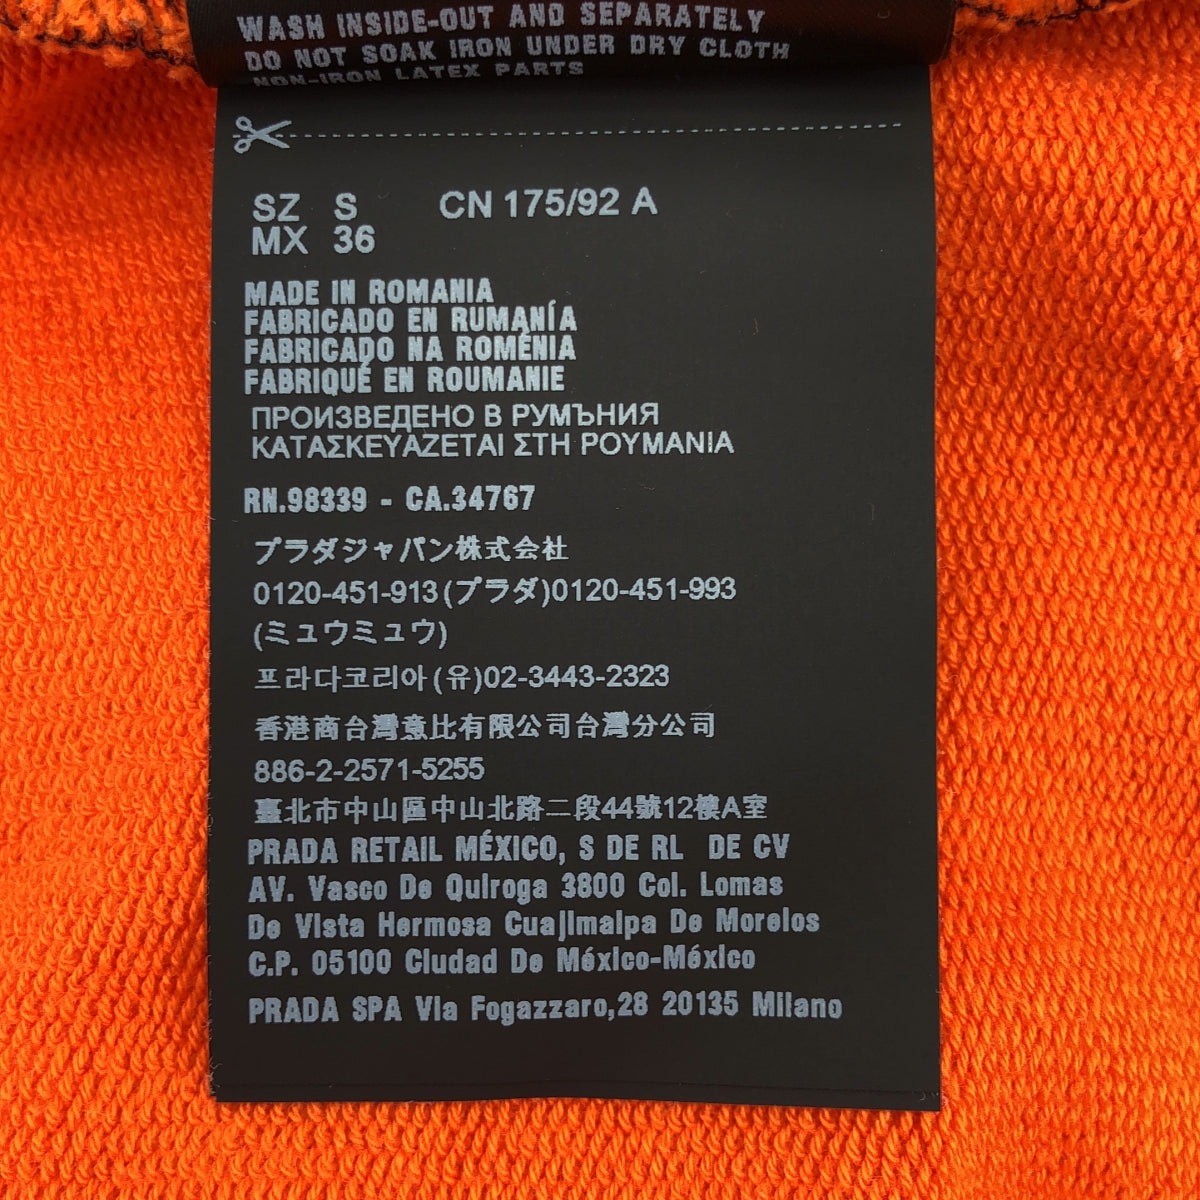 WASH INSIDE-OUT AND SEPARATELY
DO NOT SOAK IRON UNDER DRY CLOTH
NON-IRON LATEX PARTS
SZ S CN 175/92 A
MX 36
MADE IN ROMANIA
FABRICADO EN RUMANÍA
FABRICADO NA ROMÉNIA
FABRIQUÉ EN ROUMANIE
ПРОИЗВЕДЕНО В РУМЪНИЯ
ΚΑΤΑΣΚΕΥΑΖΕΤΑΙ ΣΤΗ ΡΟΥΜΑΝΙΑ
RN.98339 - CA.34767
プラダジャパン株式会社
0120-451-913(プラダ)0120-451-993
(ミュウミュウ)
프라다코리아(유)02-3443-2323
香港商台灣意比有限公司台灣分公司
886-2-2571-5255
臺北市中山區中山北路二段44號12樓A室
PRADA RETAIL MÉXICO, S DE RL DE CV
AV. Vasco De Quiroga 3800 Col. Lomas
De Vista Hermosa Cuajimalpa De Morelos
C.P. 05100 Ciudad De México-México
PRADA SPA Via Fogazzaro,28 20135 Milano